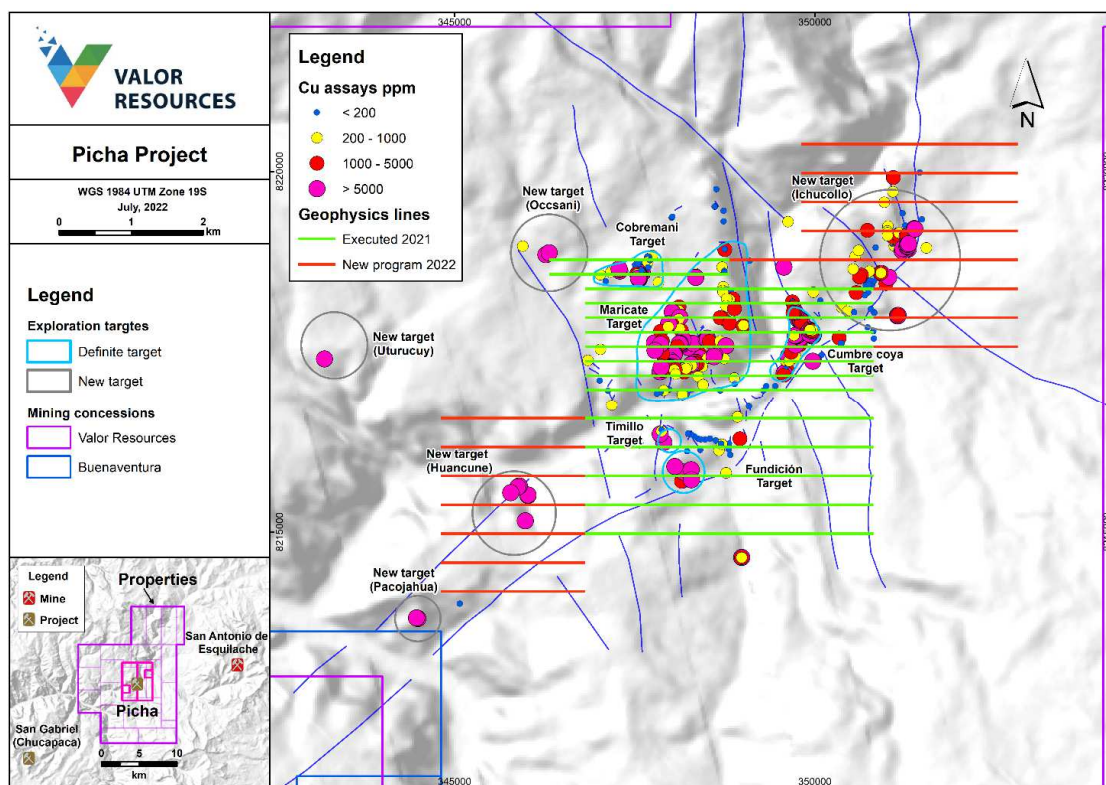 VALOR
RESOURCES
Picha Project
WGS 1984 UTM Zone 19S
July, 2022
0 1 2
km
Legend
Exploration targtes
Definite target
New target
Mining concessions
Valor Resources
Buenaventura
Legend
Mine
Project
Properties
San Antonio de
Esquilache
Picha
San Gabriel
(Chucapaca)
0 5 10
km
345000
350000
8220000
8215000
Legend
Cu assays ppm
< 200
200 - 1000
1000 - 5000
> 5000
Geophysics lines
Executed 2021
New program 2022
N
New target
(Occsani)
Cobremani
Target
New target
(Ichucollo)
Maricate
Target
New target
(Uturucuy)
Cumbre coya
Target
Timillo
Target
New target
(Huancune)
Fundición
Target
New target
(Pacojahua)
345000
350000